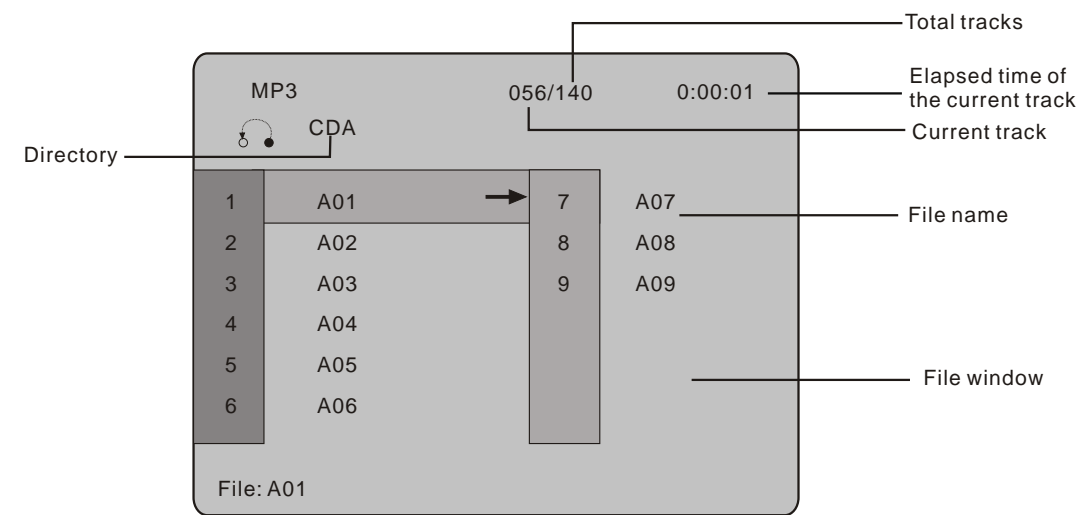 Total tracks
MP3 056/140 0:00:01
Elapsed time of
the current track
CDA
Current track
Directory
1 A01 7 A07
File name
2 A02 8 A08
3 A03 9 A09
4 A04
5 A05
File window
6 A06
File: A01